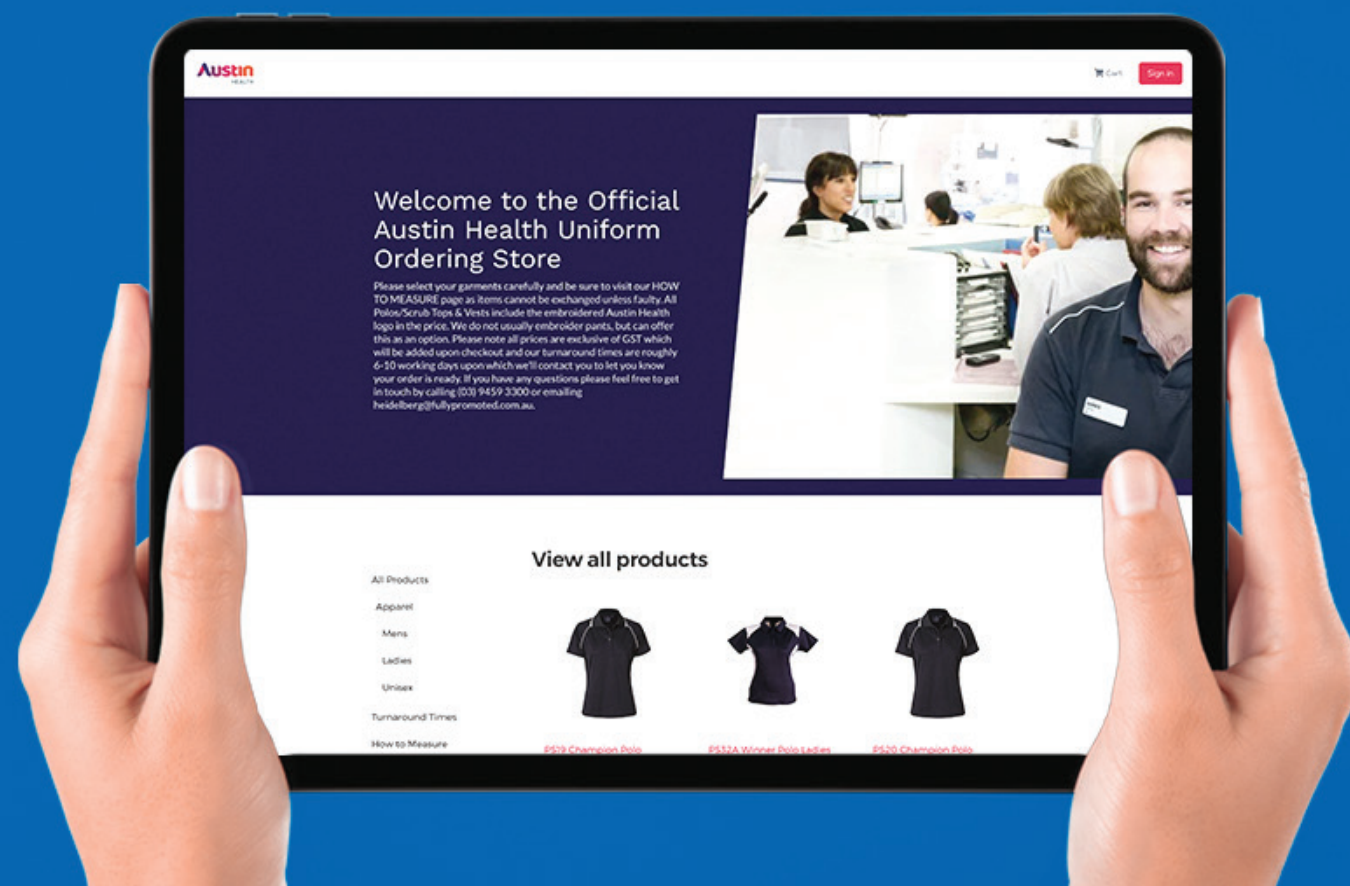 Austin
HEALTH
Cart
Sign in
Welcome to the Official
Austin Health Uniform
Ordering Store
Please select your garments carefully and be sure to visit our HOW
TO MEASURE page as items cannot be exchanged unless faulty. All
Polos/Scrub Tops & Vests include the embroidered Austin Health
logo in the price. We do not usually embroider pants, but can offer
this as an option. Please note all prices are exclusive of GST which
will be added upon checkout and our turnaround times are roughly
6-10 working days upon which we'll contact you to let you know
your order is ready. If you have any questions please feel free to get
in touch by calling (03) 9459 3300 or emailing
heidelberg@fullypromoted.com.au.
View all products
All Products
Apparel
Mens
Ladies
Unisex
Turnaround Times
How to Measure
PS19 Champion Polo
PS32A Winner Polo Ladies
PS20 Champion Polo